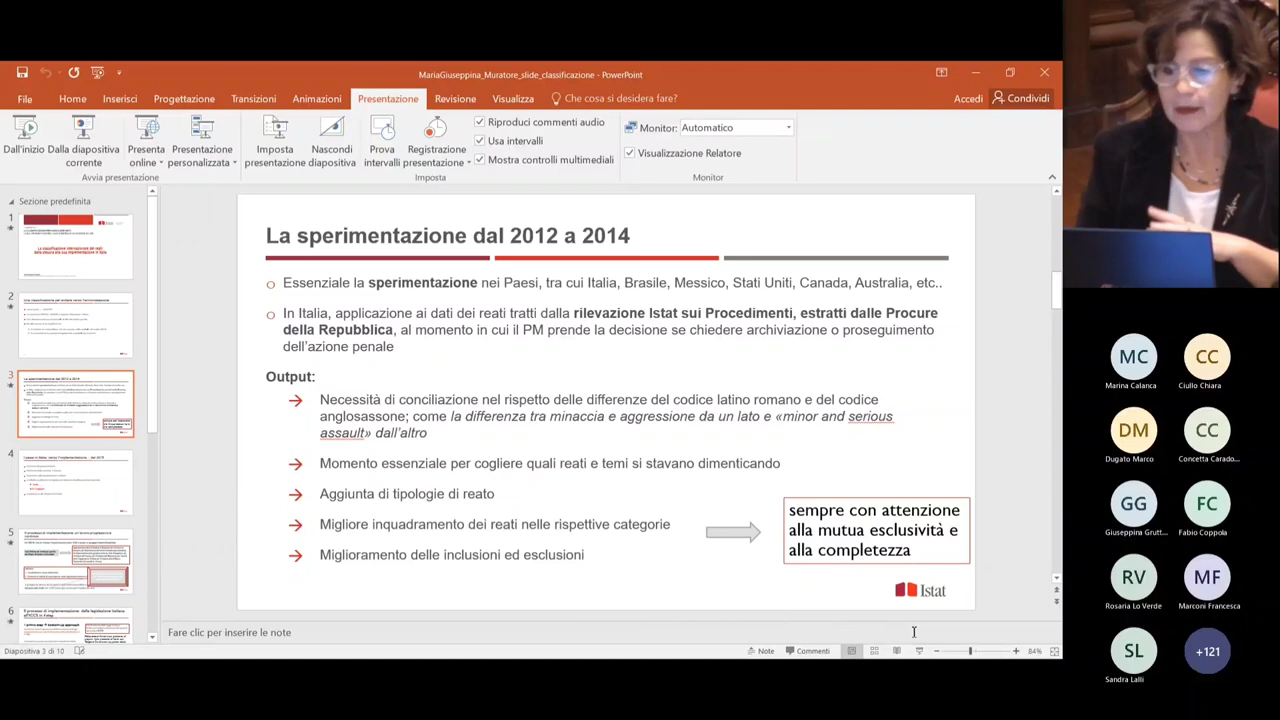 MariaGiuseppina_Muratore_slide_classificazione - PowerPoint
File Home Inserisci Progettazione Transizioni Animazioni Presentazione Revisione Visualizza Che cosa si desidera fare? Accedi Condividi
Dall'inizio
Dalla diapositiva corrente
Presenta online
Presentazione personalizzata
Avvia presentazione
Imposta presentazione
Nascondi diapositiva
Prova intervalli
Registrazione presentazione
Riproduci commenti audio
Usa intervalli
Mostra controlli multimediali
Imposta
Monitor: Automatico
Visualizzazione Relatore
Monitor
Sezione predefinita
1
2
3
4
5
6
La sperimentazione dal 2012 a 2014
Essenziale la sperimentazione nei Paesi, tra cui Italia, Brasile, Messico, Stati Uniti, Canada, Australia, etc..
In Italia, applicazione ai dati dei reati tratti dalla rilevazione Istat sui Procedimenti, estratti dalle Procure
della Repubblica, al momento in cui il PM prende la decisione se chiedere archiviazione o proseguimento
dell'azione penale
Output:
Necessità di conciliazione nel rispetto delle differenze del codice latino romano e del codice
anglosassone; come la differenza tra minaccia e aggressione da un lato e «minor and serious
assault» dall'altro
Momento essenziale per cogliere quali reati e temi si stavano dimenticando
Aggiunta di tipologie di reato
Migliore inquadramento dei reati nelle rispettive categorie
Miglioramento delle inclusioni ed esclusioni
sempre con attenzione
alla mutua esclusività e
alla completezza
Istat
Fare clic per inserire le note
Diapositiva 3 di 10
Note Commenti 84%
MC
Marina Calanca
CC
Ciullo Chiara
DM
Dugato Marco
CC
Concetta Carado...
GG
Giuseppina Grutt...
FC
Fabio Coppola
RV
Rosaria Lo Verde
MF
Marconi Francesca
SL
Sandra Lalli
+121